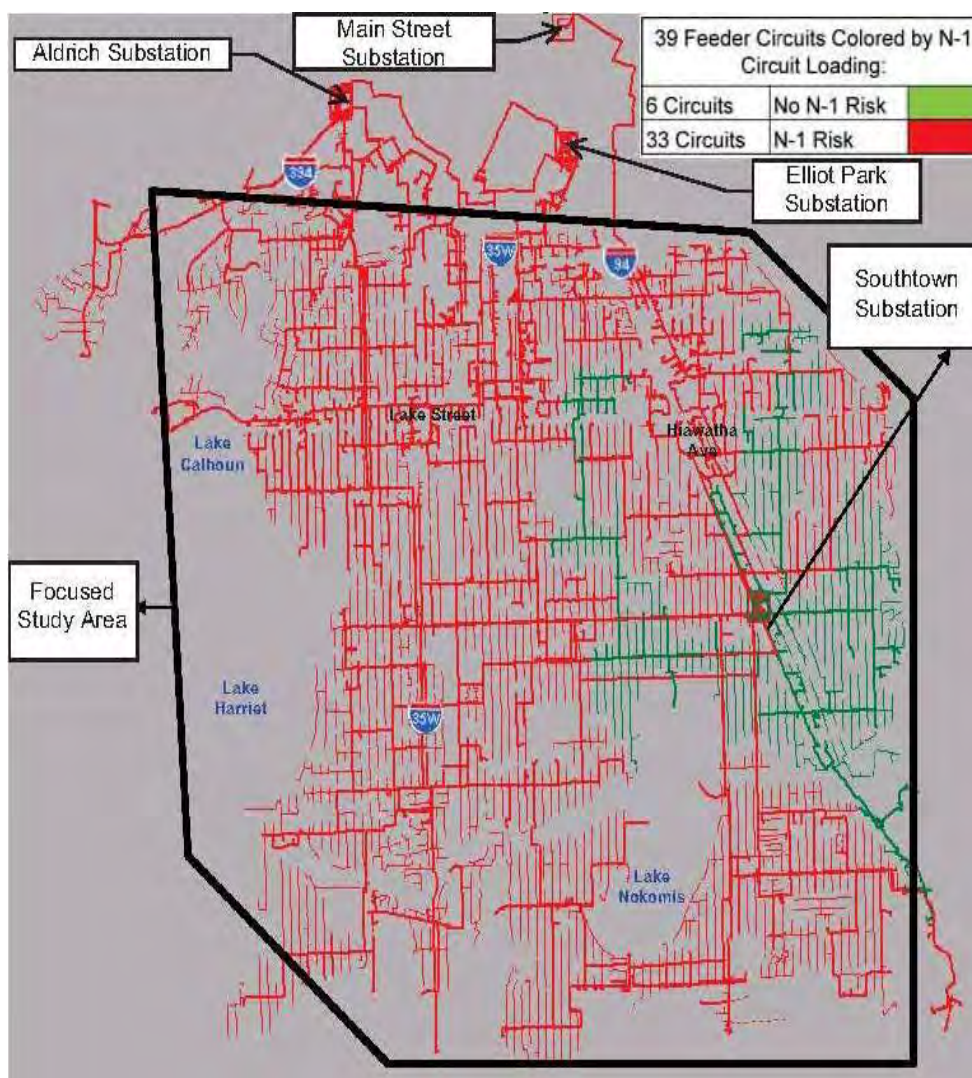 Aldrich Substation
Main Street
Substation
39 Feeder Circuits Colored by N-1
Circuit Loading:
6 Circuits No N-1 Risk
33 Circuits N-1 Risk
Elliot Park
Substation
394
35W
94
Southtown
Substation
Lake Street
Hiawatha
Ave
Lake
Calhoun
Focused
Study Area
Lake
Harriet
35W
Lake
Nokomis